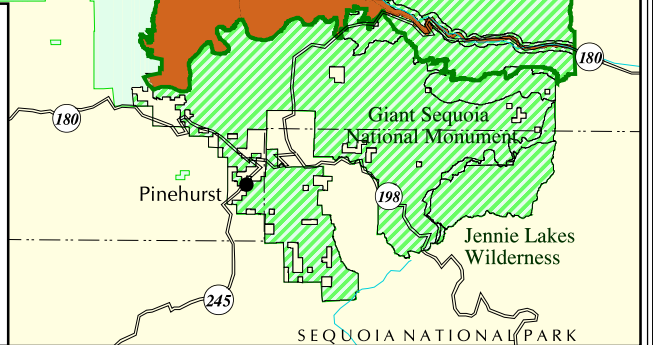 180
180
Giant Sequoia
National Monument
Pinehurst
198
Jennie Lakes
Wilderness
245
SEQUOIA NATIONAL PARK